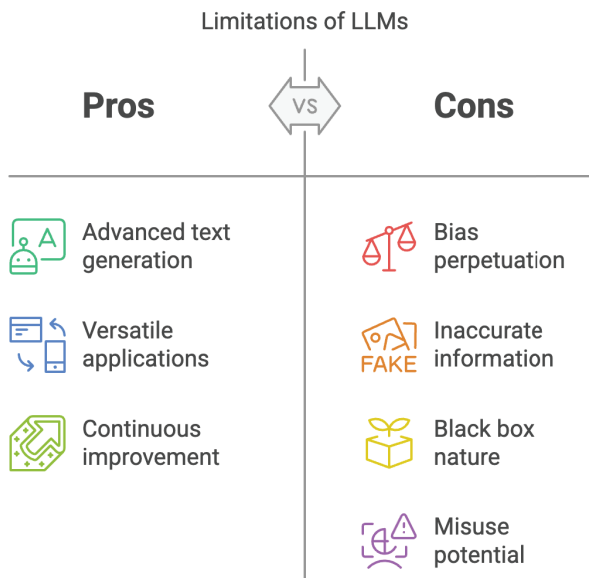 Limitations of LLMs
Pros
VS
Cons
A
Advanced text
generation
Versatile
applications
Continuous
improvement
Bias
perpetuation
FAKE
Inaccurate
information
Black box
nature
Misuse
potential